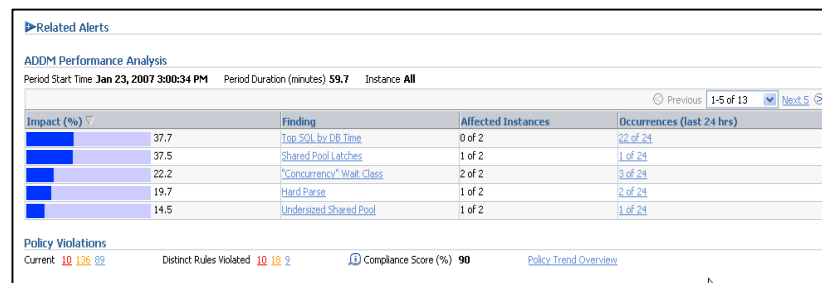 Related Alerts
ADDM Performance Analysis
Period Start Time Jan 23, 2007 3:00:34 PM Period Duration (minutes) 59.7 Instance All
Previous 1-5 of 13 Next 5
Impact (%) Finding Affected Instances Occurrences (last 24 hrs)
37.7 Top SQL by DB Time 0 of 2 22 of 24
37.5 Shared Pool Latches 1 of 2 1 of 24
22.2 "Concurrency" Wait Class 2 of 2 3 of 24
19.7 Hard Parse 1 of 2 2 of 24
14.5 Undersized Shared Pool 1 of 2 1 of 24
Policy Violations
Current 10 136 89 Distinct Rules Violated 10 18 9 Compliance Score (%) 90 Policy Trend Overview